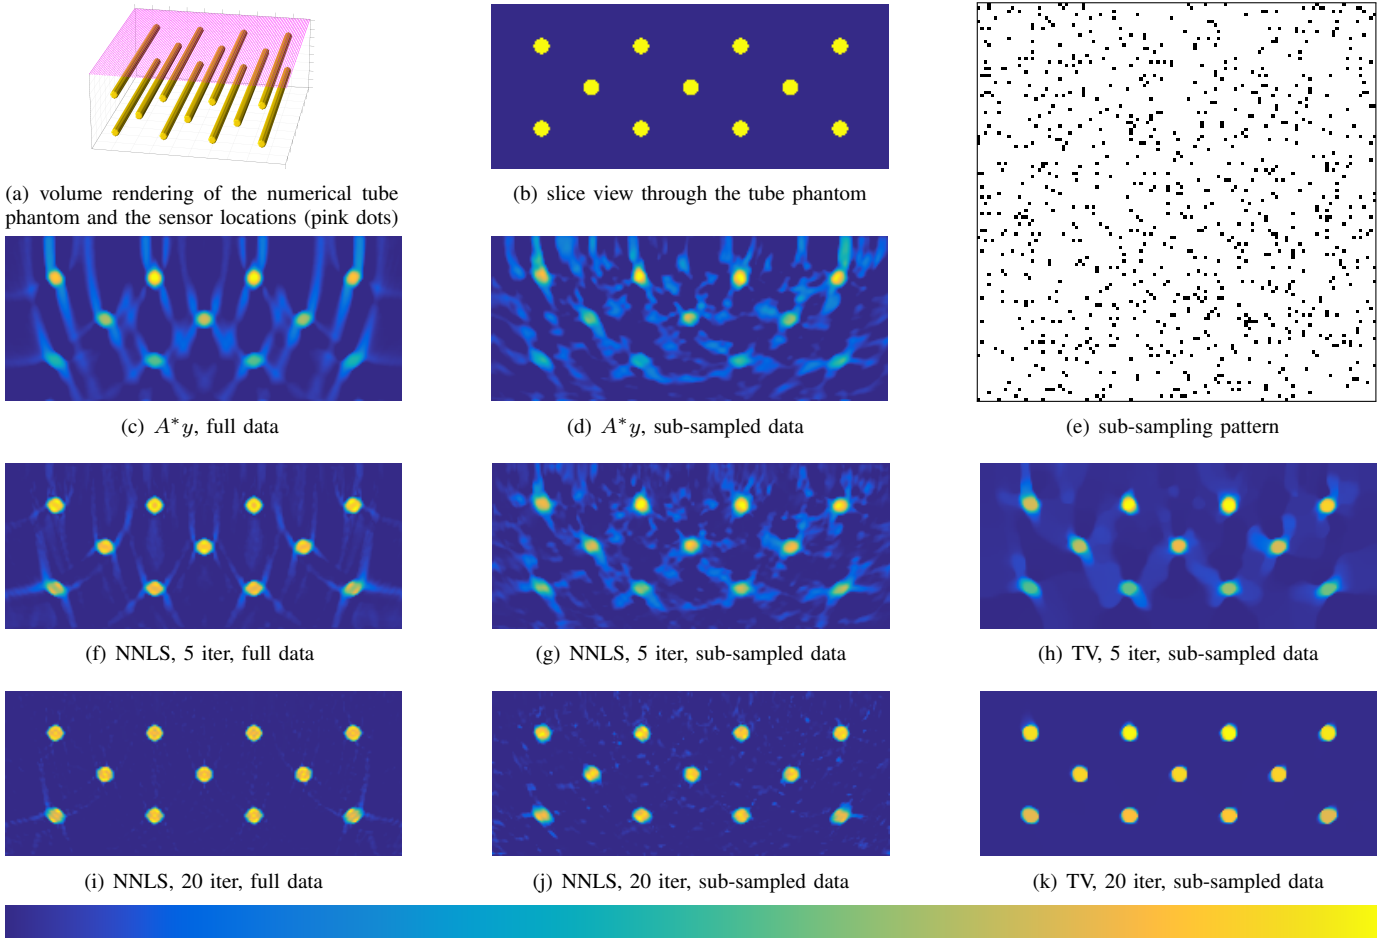 (a) volume rendering of the numerical tube
phantom and the sensor locations (pink dots)
(b) slice view through the tube phantom
(c) A*y, full data
(d) A*y, sub-sampled data
(e) sub-sampling pattern
(f) NNLS, 5 iter, full data
(g) NNLS, 5 iter, sub-sampled data
(h) TV, 5 iter, sub-sampled data
(i) NNLS, 20 iter, full data
(j) NNLS, 20 iter, sub-sampled data
(k) TV, 20 iter, sub-sampled data